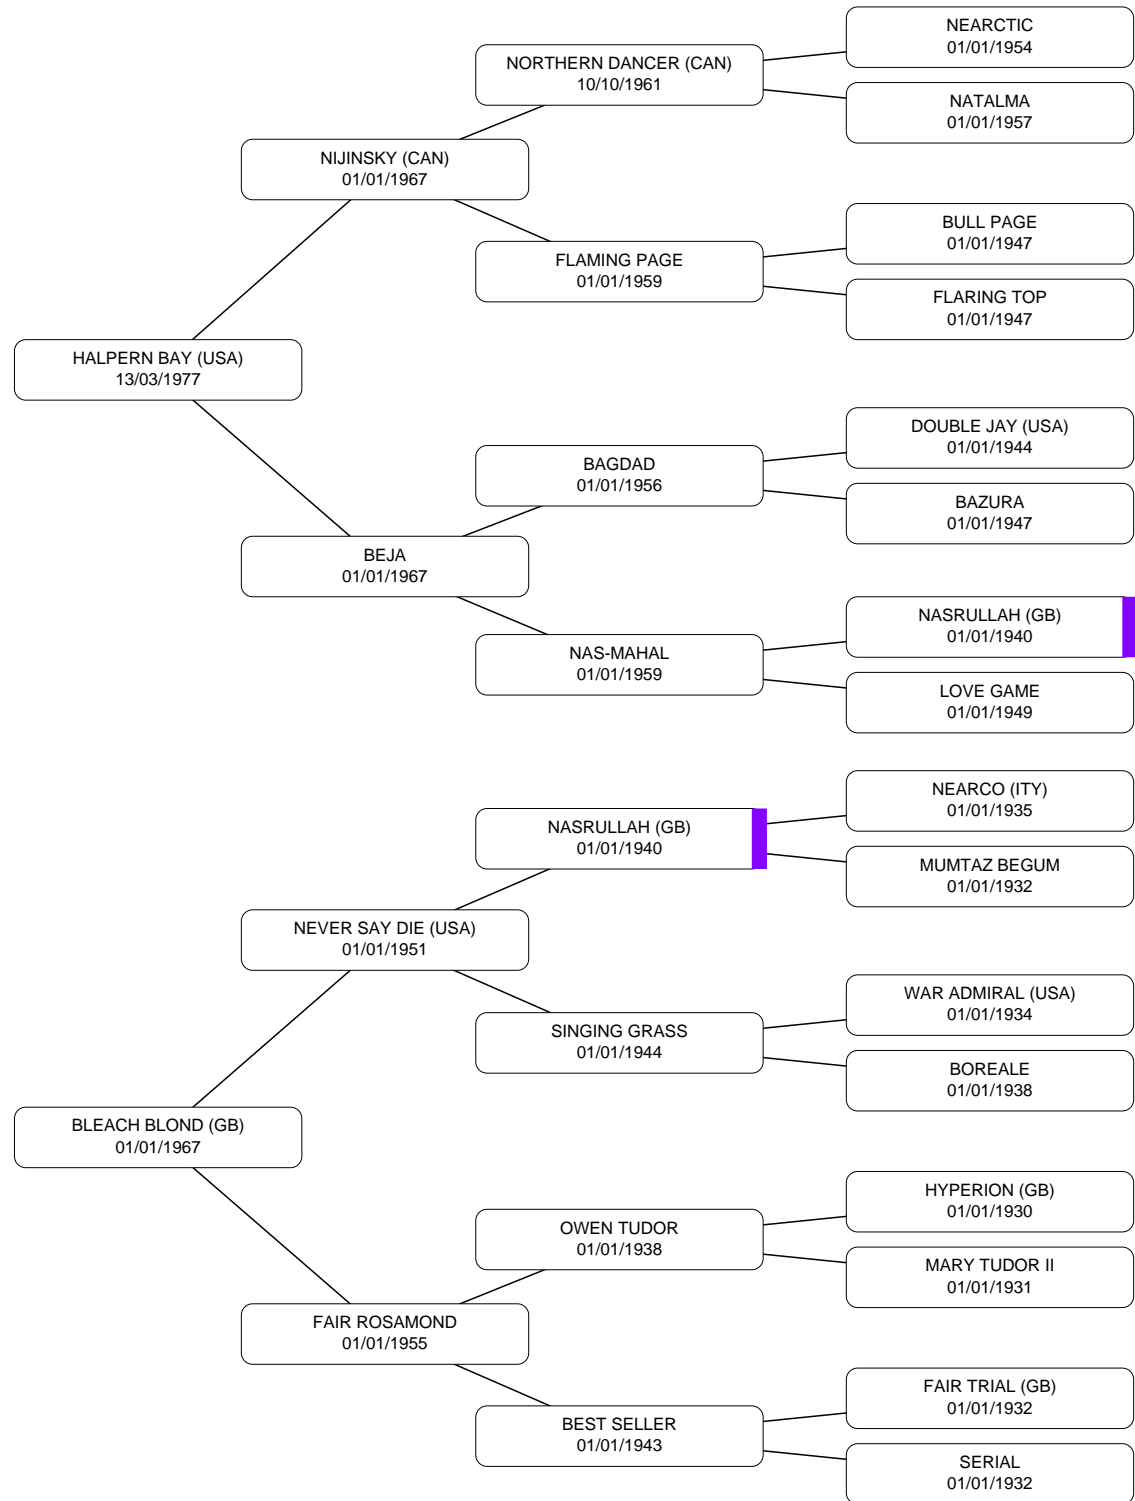 NEARCTIC
01/01/1954
NORTHERN DANCER (CAN)
10/10/1961
NATALMA
01/01/1957
NIJINSKY (CAN)
01/01/1967
BULL PAGE
01/01/1947
FLAMING PAGE
01/01/1959
FLARING TOP
01/01/1947
HALPERN BAY (USA)
13/03/1977
DOUBLE JAY (USA)
01/01/1944
BAGDAD
01/01/1956
BAZURA
01/01/1947
BEJA
01/01/1967
NASRULLAH (GB)
01/01/1940
NAS-MAHAL
01/01/1959
LOVE GAME
01/01/1949
NEARCO (ITY)
01/01/1935
NASRULLAH (GB)
01/01/1940
MUMTAZ BEGUM
01/01/1932
NEVER SAY DIE (USA)
01/01/1951
WAR ADMIRAL (USA)
01/01/1934
SINGING GRASS
01/01/1944
BOREALE
01/01/1938
BLEACH BLOND (GB)
01/01/1967
HYPERION (GB)
01/01/1930
OWEN TUDOR
01/01/1938
MARY TUDOR II
01/01/1931
FAIR ROSAMOND
01/01/1955
FAIR TRIAL (GB)
01/01/1932
BEST SELLER
01/01/1943
SERIAL
01/01/1932